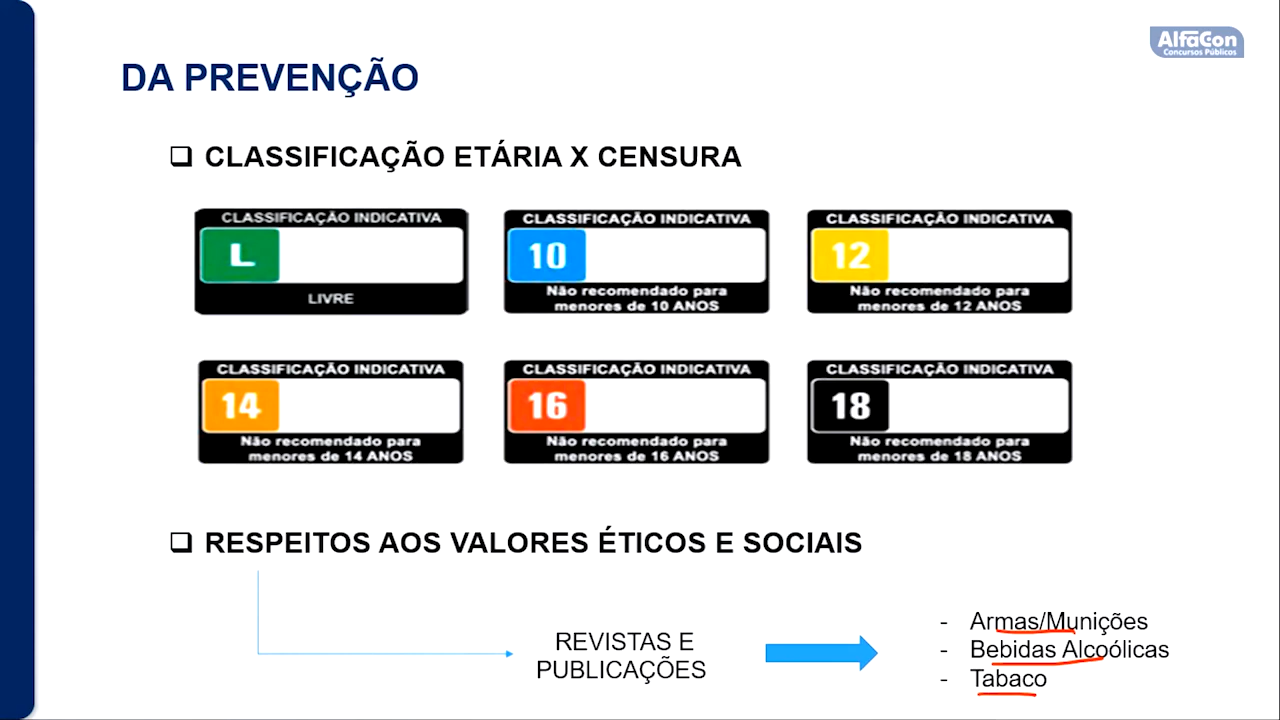 AlfaCon
Concursos Públicos
DA PREVENÇÃO
CLASSIFICAÇÃO ETÁRIA X CENSURA
CLASSIFICAÇÃO INDICATIVA
L
LIVRE
CLASSIFICAÇÃO INDICATIVA
10
Não recomendado para
menores de 10 ANOS
CLASSIFICAÇÃO INDICATIVA
12
Não recomendado para
menores de 12 ANOS
CLASSIFICAÇÃO INDICATIVA
14
Não recomendado para
menores de 14 ANOS
CLASSIFICAÇÃO INDICATIVA
16
Não recomendado para
menores de 16 ANOS
CLASSIFICAÇÃO INDICATIVA
18
Não recomendado para
menores de 18 ANOS
RESPEITOS AOS VALORES ÉTICOS E SOCIAIS
REVISTAS E
PUBLICAÇÕES
- Armas/Munições
- Bebidas Alcoólicas
- Tabaco